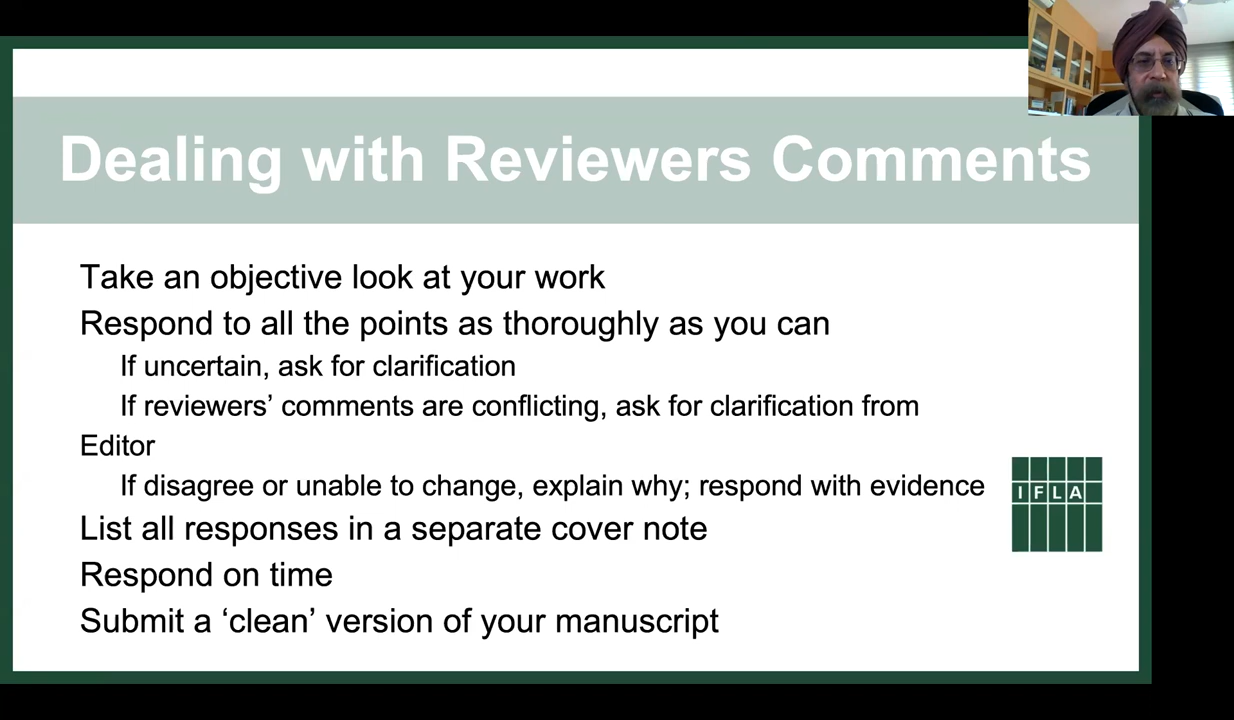 Dealing with Reviewers Comments
Take an objective look at your work
Respond to all the points as thoroughly as you can
If uncertain, ask for clarification
If reviewers’ comments are conflicting, ask for clarification from
Editor
If disagree or unable to change, explain why; respond with evidence
IFLA
List all responses in a separate cover note
Respond on time
Submit a ‘clean’ version of your manuscript